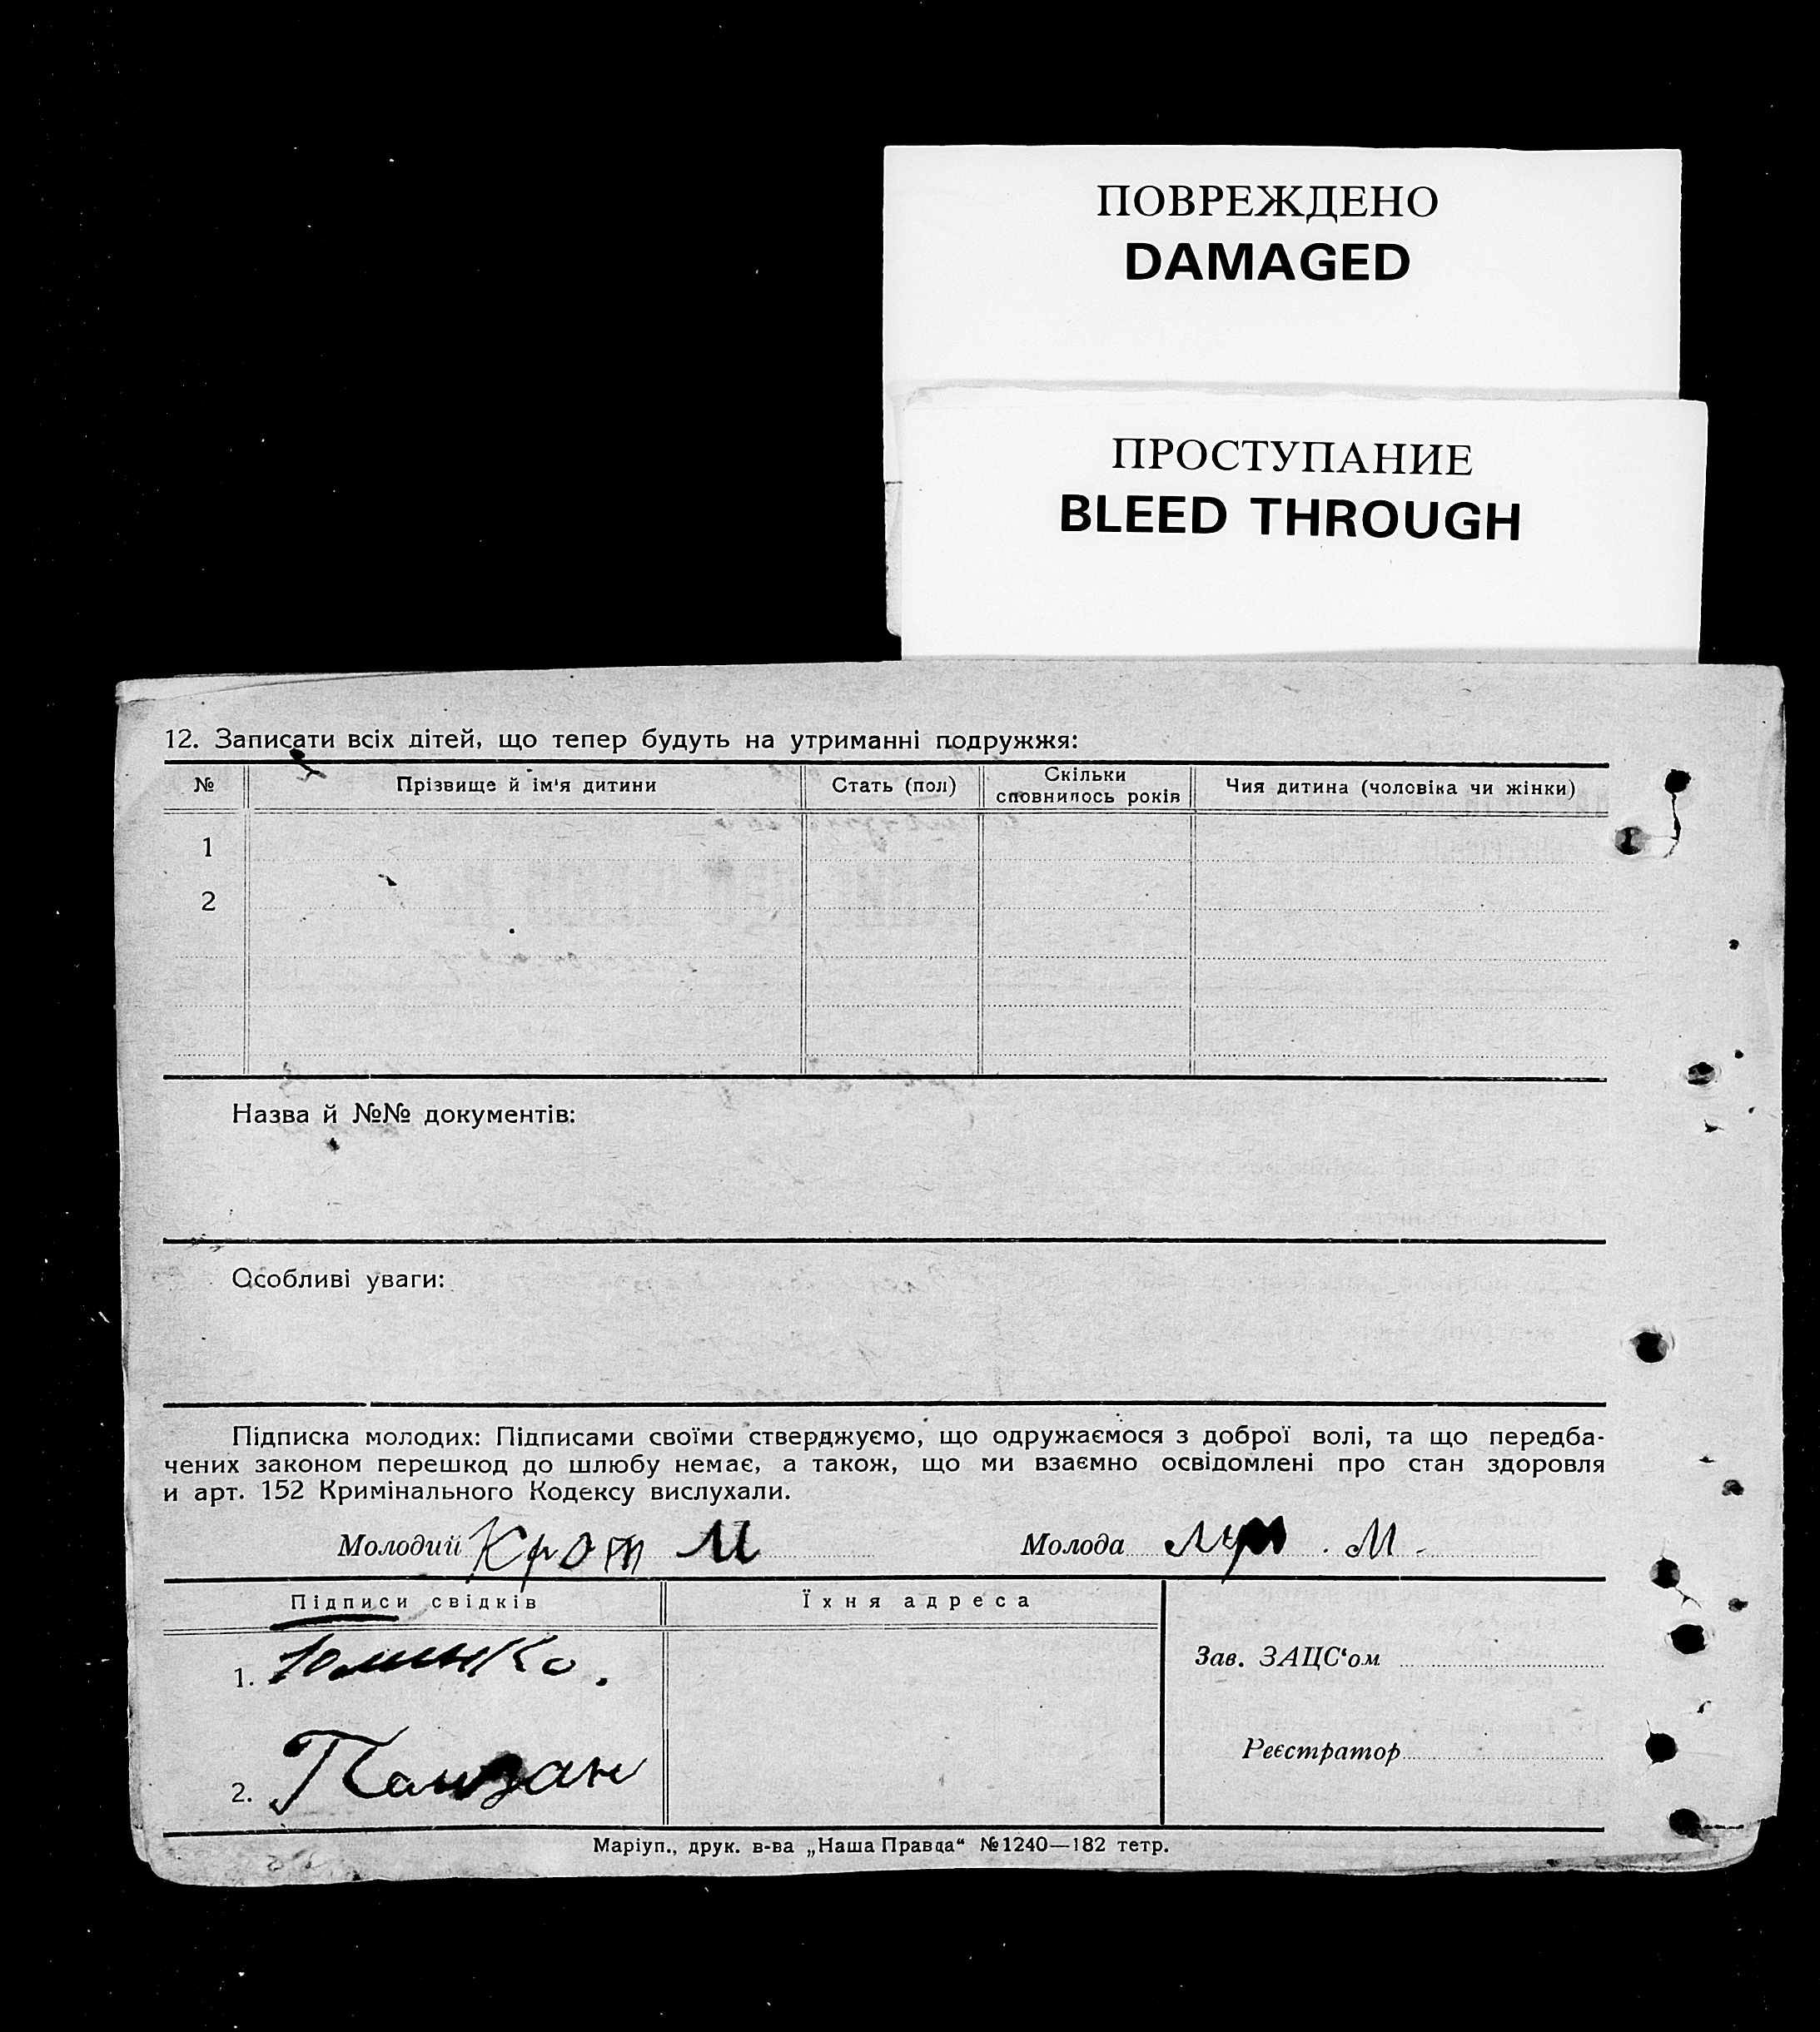 ПОВРЕЖДЕНО
DAMAGED
ПРОСТУПАНИЕ
BLEED THROUGH
12. Записати всіх дітей, що тепер будуть на утриманні подружжя:
№ Прізвище й ім'я дитини Стать (пол) Скільки сповнилось років Чия дитина (чоловіка чи жінки)
1
2
Назва й №№ документів:
Особливі уваги:
Підписка молодих: Підписами своїми стверджуємо, що одружаємося з доброї волі, та що передба-
чених законом перешкод до шлюбу немає, а також, що ми взаємно освідомлені про стан здоровля
и арт. 152 Кримінального Кодексу вислухали.
Молодий Крот И Молода М.
Підписи свідків Їхня адреса
1.
Зав. ЗАЦС'ом
Реєстратор
2.
Маріуп., друк. в-ва „Наша Правда“ №1240—182 тетр.